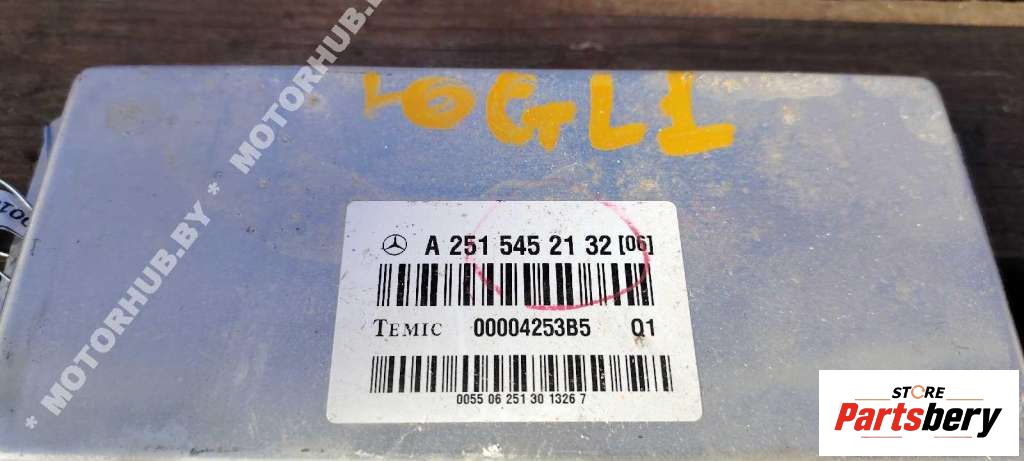 * MOTORHUB.BY * MOTORHUB.BY
LOGL1
A 251 545 21 32 [06]
TEMIC 00004253B5 Q1
0055 06 251 30 1326 7
STORE
Partsbery